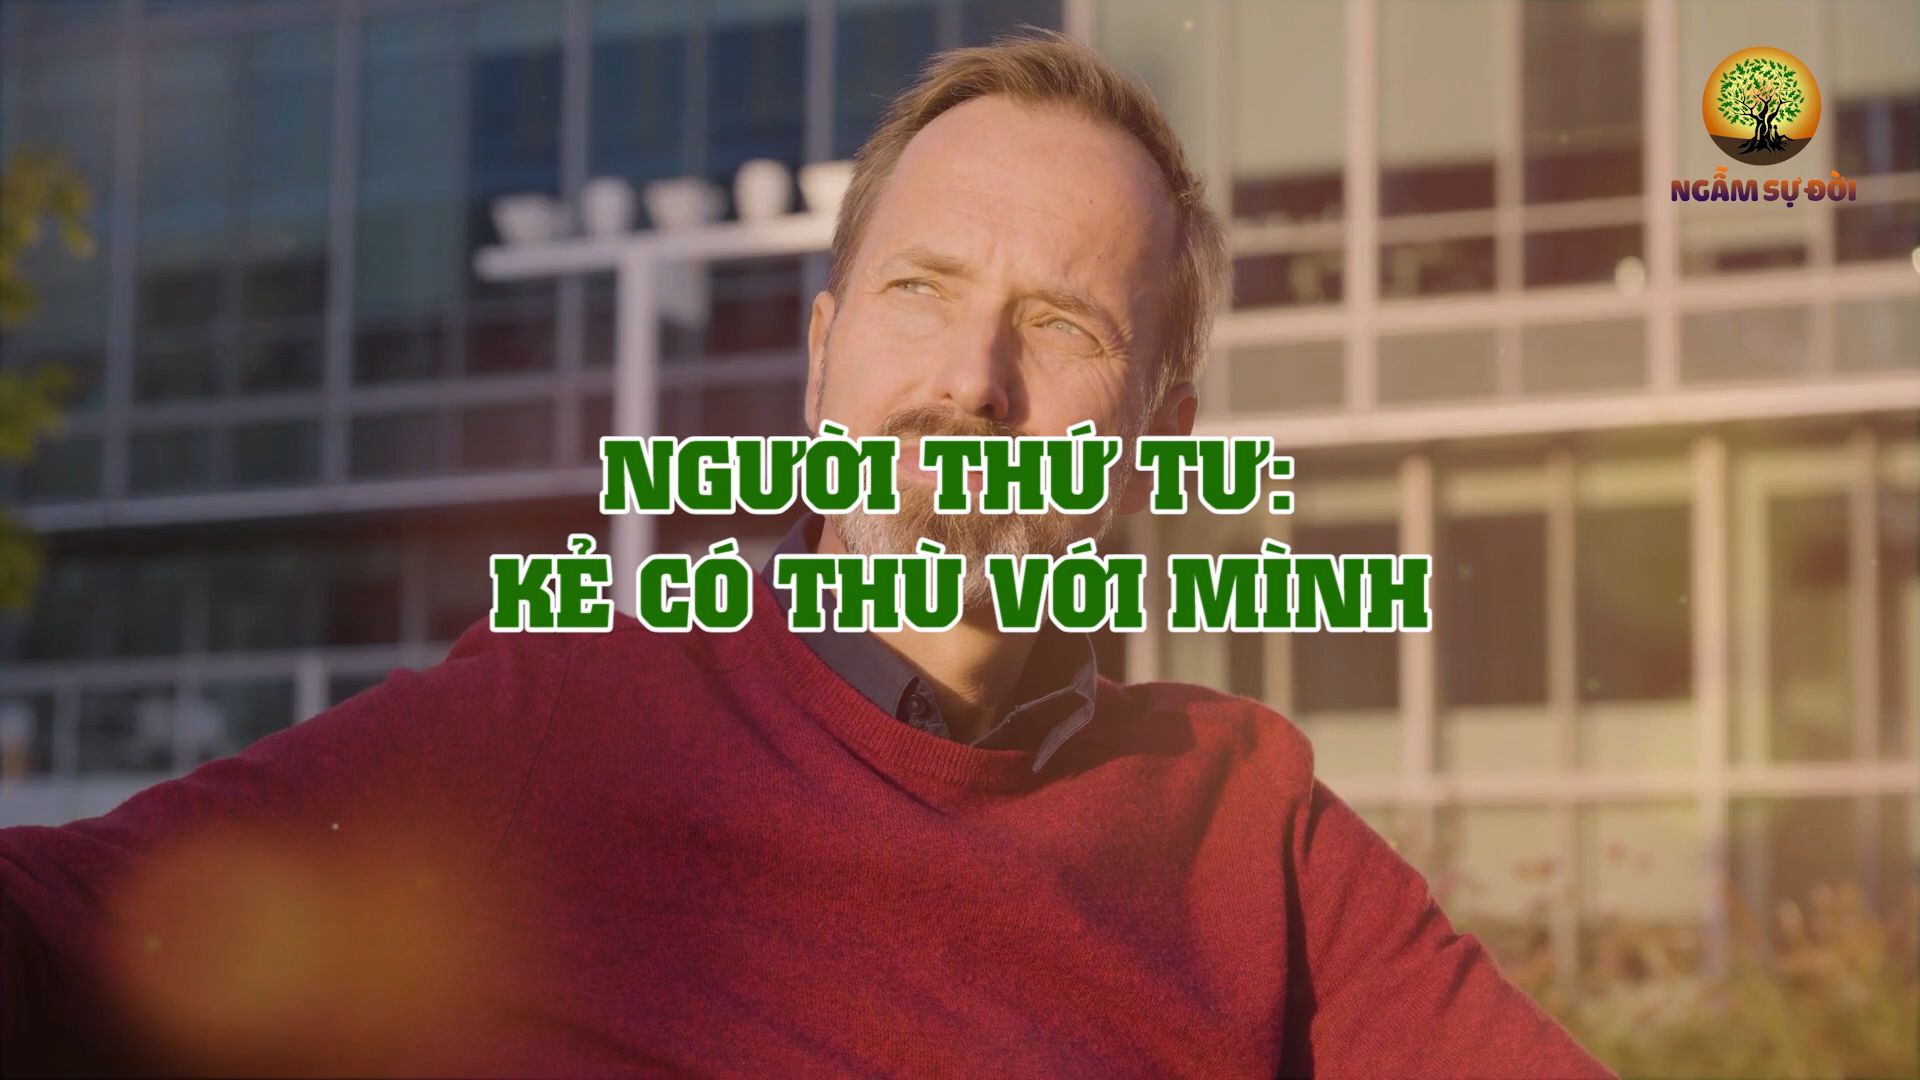 NGẪM SỰ ĐỜI
NGƯỜI THỨ TƯ:
KẺ CÓ THÙ VỚI MÌNH